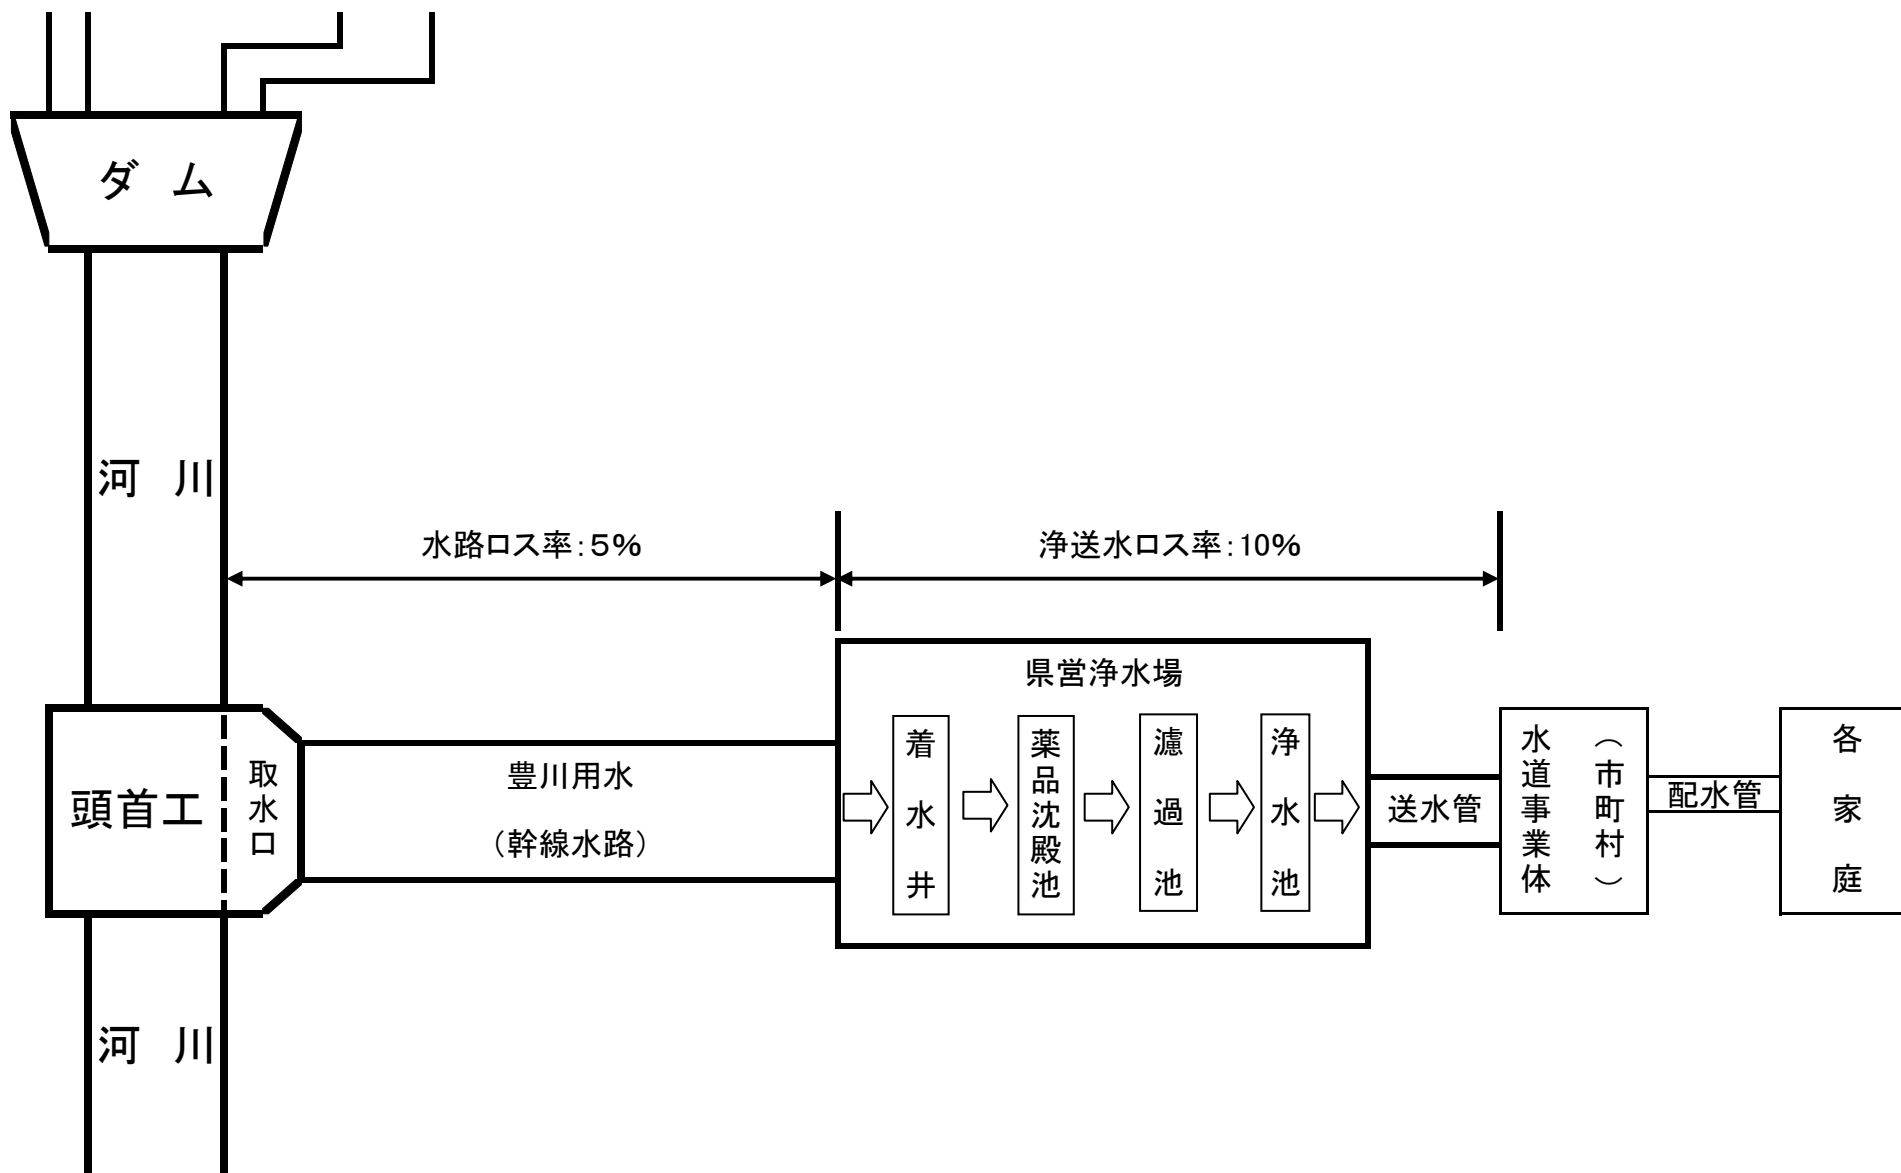 ダ ム
河 川
水路ロス率:5%
浄送水ロス率:10%
県営浄水場
頭首工
取水口
豊川用水
(幹線水路)
着水井
薬品沈殿池
濾過池
浄水池
送水管
水道事業体
(市町村)
配水管
各家庭
河 川